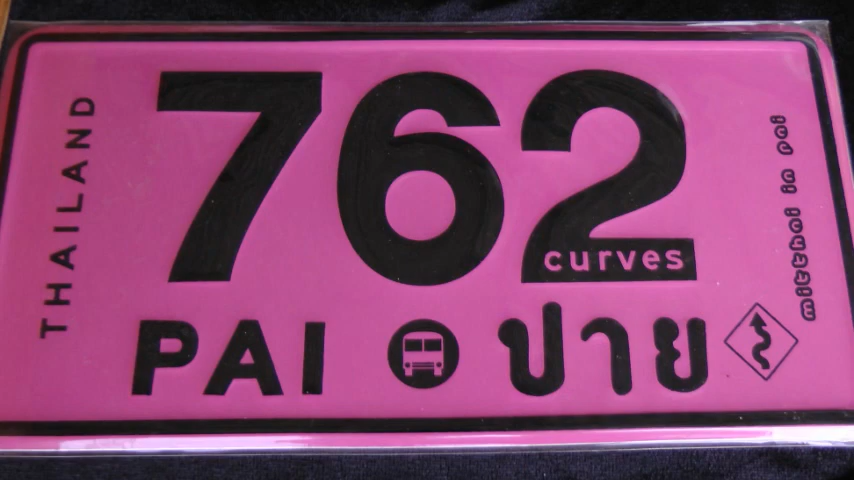 THAILAND
762
curves
PAI ปาย
mitthai in pai